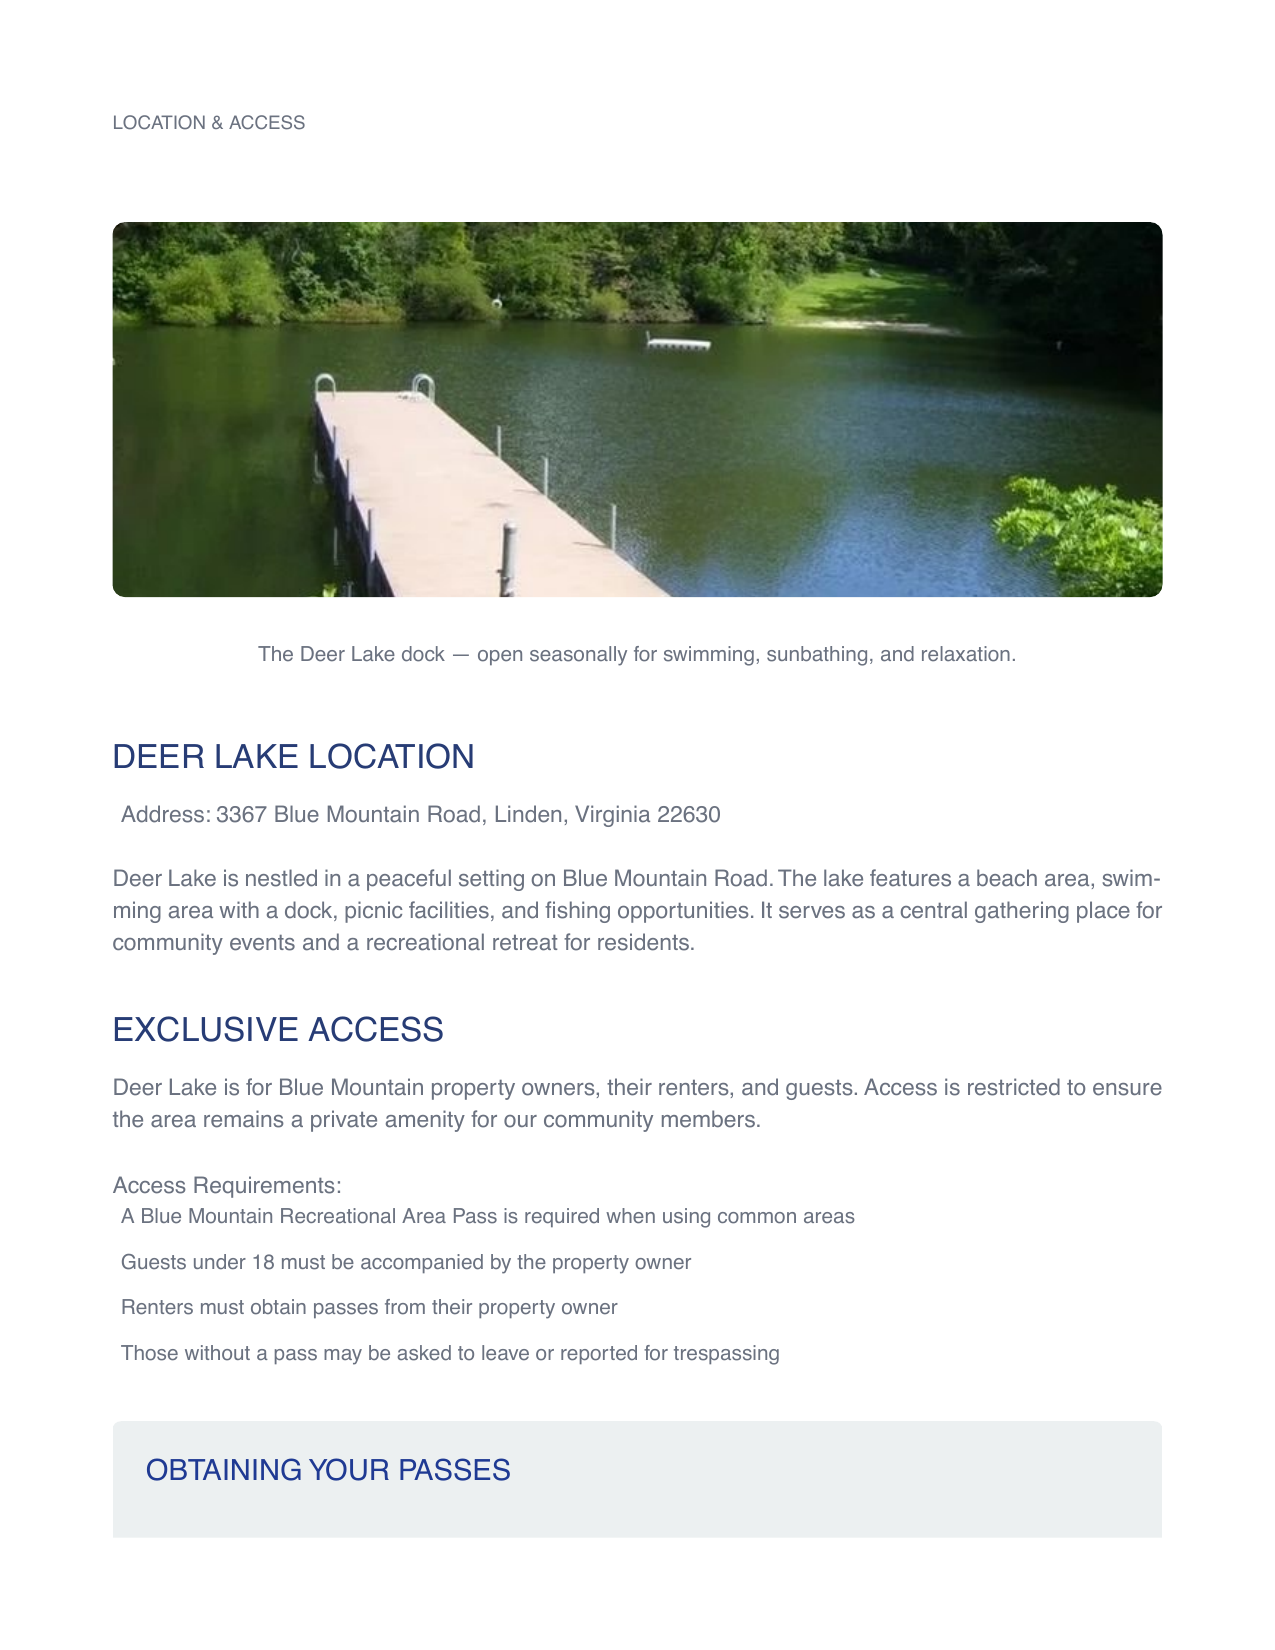 LOCATION & ACCESS
The Deer Lake dock — open seasonally for swimming, sunbathing, and relaxation.
DEER LAKE LOCATION
Address: 3367 Blue Mountain Road, Linden, Virginia 22630
Deer Lake is nestled in a peaceful setting on Blue Mountain Road. The lake features a beach area, swim-
ming area with a dock, picnic facilities, and fishing opportunities. It serves as a central gathering place for
community events and a recreational retreat for residents.
EXCLUSIVE ACCESS
Deer Lake is for Blue Mountain property owners, their renters, and guests. Access is restricted to ensure
the area remains a private amenity for our community members.
Access Requirements:
A Blue Mountain Recreational Area Pass is required when using common areas
Guests under 18 must be accompanied by the property owner
Renters must obtain passes from their property owner
Those without a pass may be asked to leave or reported for trespassing
OBTAINING YOUR PASSES